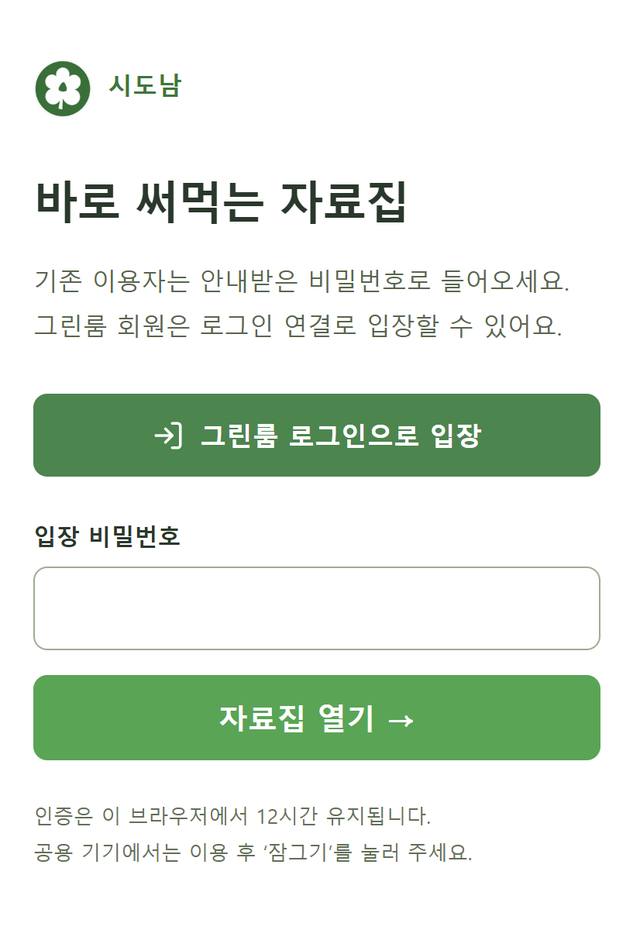 시도남
바로 써먹는 자료집
기존 이용자는 안내받은 비밀번호로 들어오세요.
그린룸 회원은 로그인 연결로 입장할 수 있어요.
그린룸 로그인으로 입장
입장 비밀번호
자료집 열기 →
인증은 이 브라우저에서 12시간 유지됩니다.
공용 기기에서는 이용 후 ‘잠그기’를 눌러 주세요.